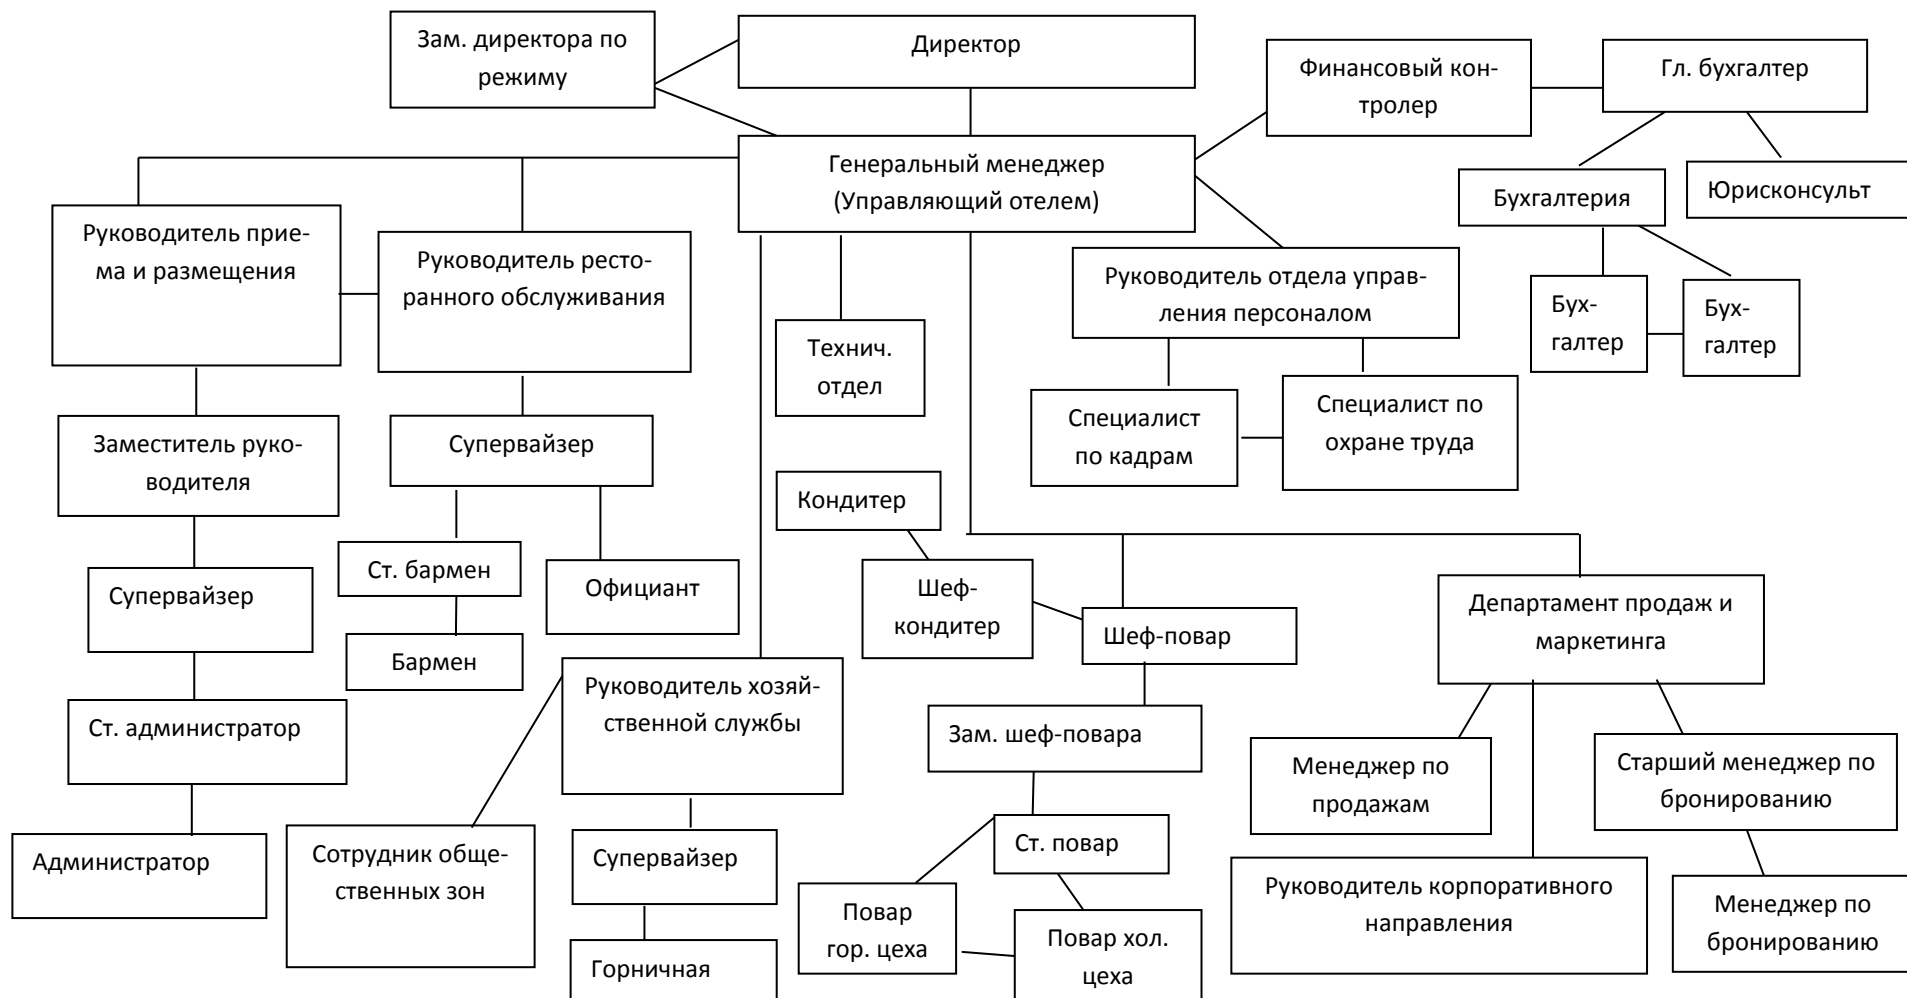 Зам. директора по
режиму
Директор
Финансовый кон-
тролер
Гл. бухгалтер
Генеральный менеджер
(Управляющий отелем)
Бухгалтерия
Юрисконсульт
Руководитель прие-
ма и размещения
Руководитель ресто-
ранного обслуживания
Руководитель отдела управ-
ления персоналом
Бух-
галтер
Бух-
галтер
Технич.
отдел
Заместитель руко-
водителя
Супервайзер
Специалист
по кадрам
Специалист по
охране труда
Кондитер
Супервайзер
Ст. бармен
Официант
Шеф-
кондитер
Шеф-повар
Департамент продаж и
маркетинга
Бармен
Руководитель хозяй-
ственной службы
Ст. администратор
Зам. шеф-повара
Менеджер по
продажам
Старший менеджер по
бронированию
Администратор
Сотрудник обще-
ственных зон
Супервайзер
Ст. повар
Руководитель корпоративного
направления
Повар
гор. цеха
Повар хол.
цеха
Менеджер по
бронированию
Горничная